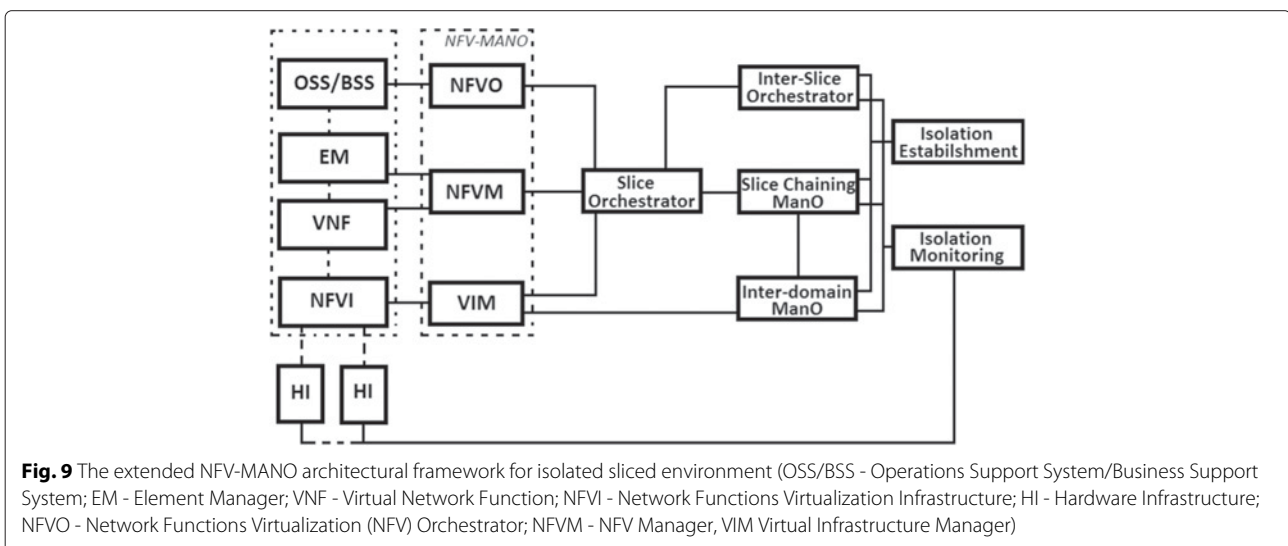 NFV-MANO
OSS/BSS
NFVO
Inter-Slice
Orchestrator
Isolation
Estabilshment
EM
NFVM
Slice
Orchestrator
Slice Chaining
ManO
VNF
Isolation
Monitoring
NFVI
VIM
Inter-domain
ManO
HI
HI
Fig. 9 The extended NFV-MANO architectural framework for isolated sliced environment (OSS/BSS - Operations Support System/Business Support
System; EM - Element Manager; VNF - Virtual Network Function; NFVI - Network Functions Virtualization Infrastructure; HI - Hardware Infrastructure;
NFVO - Network Functions Virtualization (NFV) Orchestrator; NFVM - NFV Manager, VIM Virtual Infrastructure Manager)